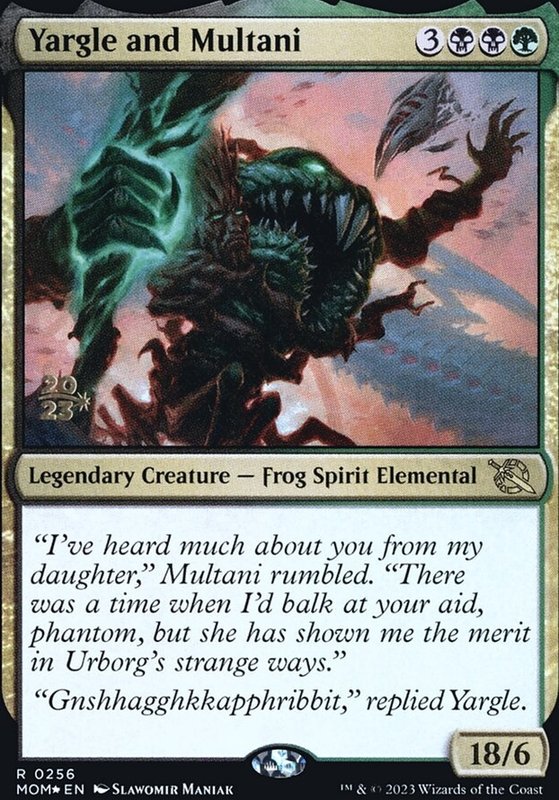 Yargle and Multani 3
20
23
Legendary Creature — Frog Spirit Elemental
“I’ve heard much about you from my
daughter,” Multani rumbled. “There
was a time when I’d balk at your aid,
phantom, but she has shown me the merit
in Urborg’s strange ways.”
“Gnshhagghkkapphribbit,” replied Yargle.
18/6
R 0256
MOM★EN Slawomir Maniak
™ & © 2023 Wizards of the Coast